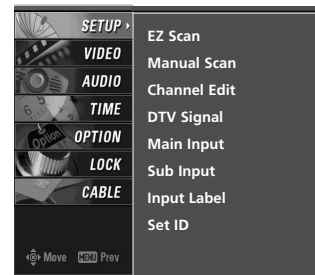 SETUP
VIDEO
AUDIO
TIME
OPTION
LOCK
CABLE
Move MENU Prev
EZ Scan
Manual Scan
Channel Edit
DTV Signal
Main Input
Sub Input
Input Label
Set ID